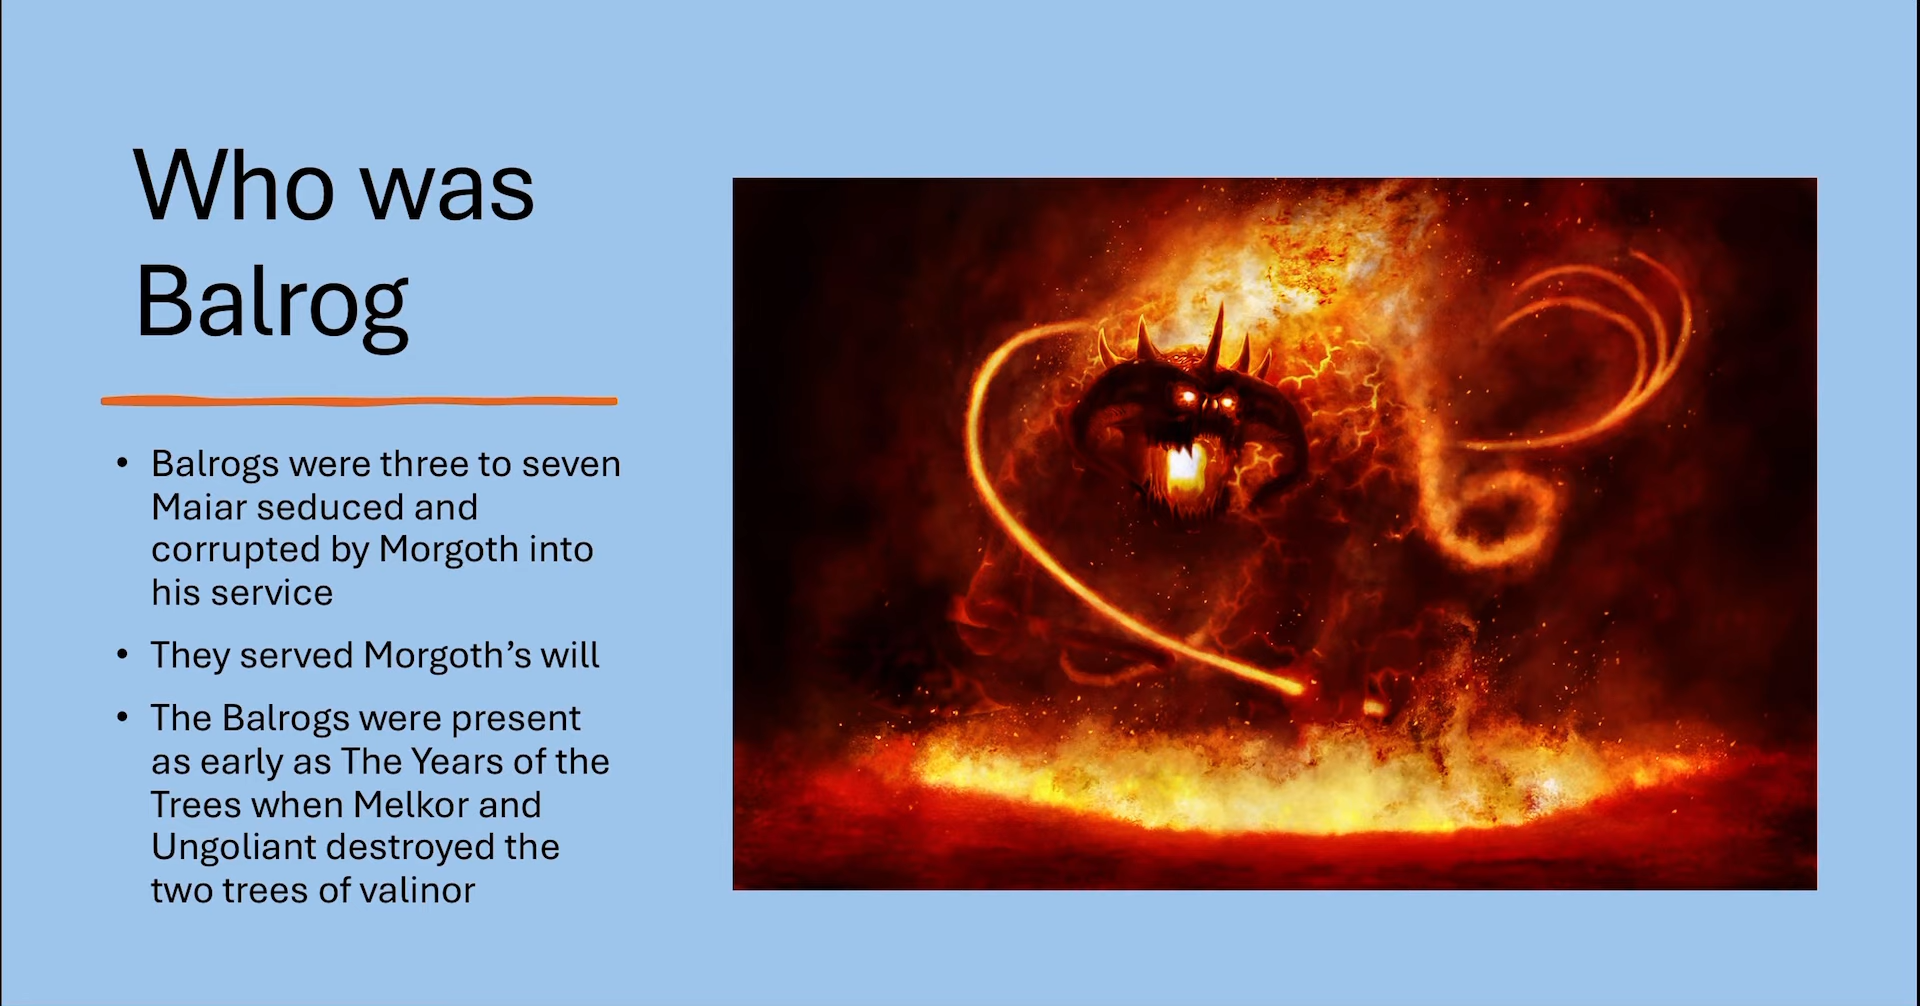 Who was
Balrog
• Balrogs were three to seven
Maiar seduced and
corrupted by Morgoth into
his service
• They served Morgoth’s will
• The Balrogs were present
as early as The Years of the
Trees when Melkor and
Ungoliant destroyed the
two trees of valinor